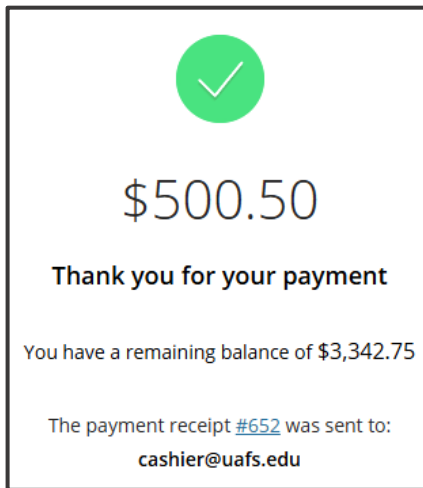 $500.50
Thank you for your payment
You have a remaining balance of $3,342.75
The payment receipt #652 was sent to:
cashier@uafs.edu